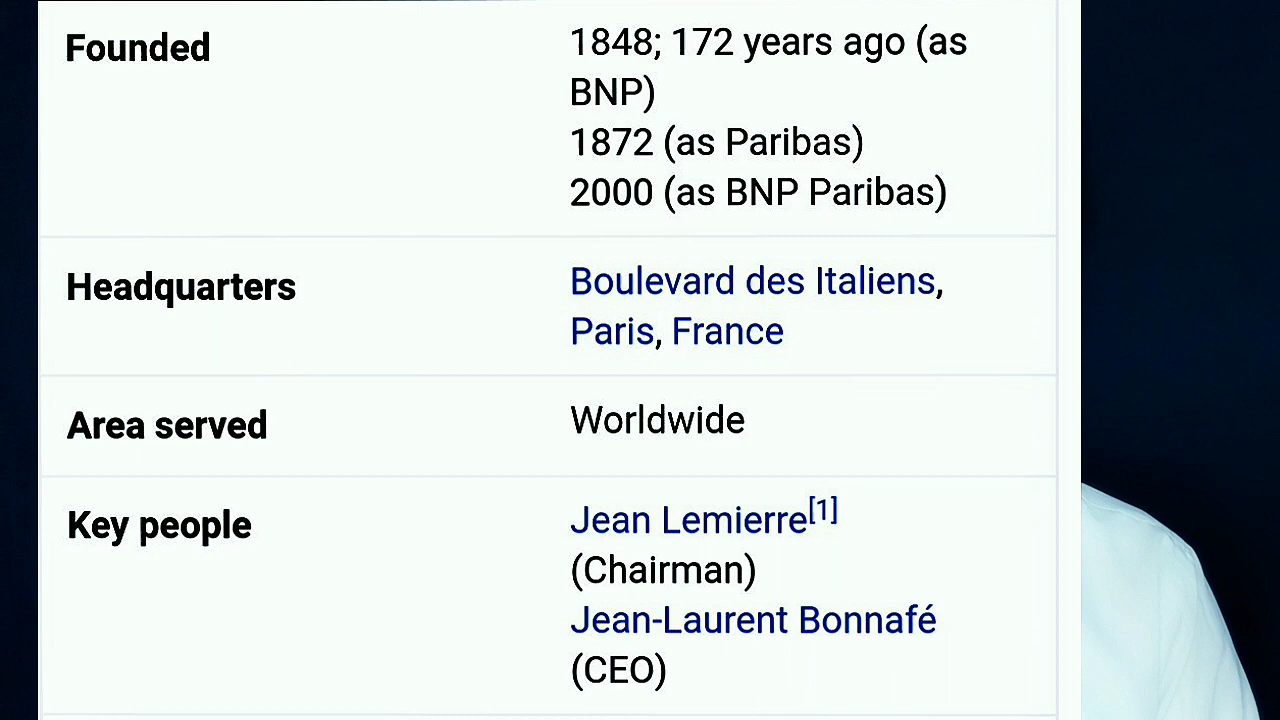 Founded
1848; 172 years ago (as
BNP)
1872 (as Paribas)
2000 (as BNP Paribas)
Headquarters
Boulevard des Italiens,
Paris, France
Area served
Worldwide
Key people
Jean Lemierre[1]
(Chairman)
Jean-Laurent Bonnafé
(CEO)